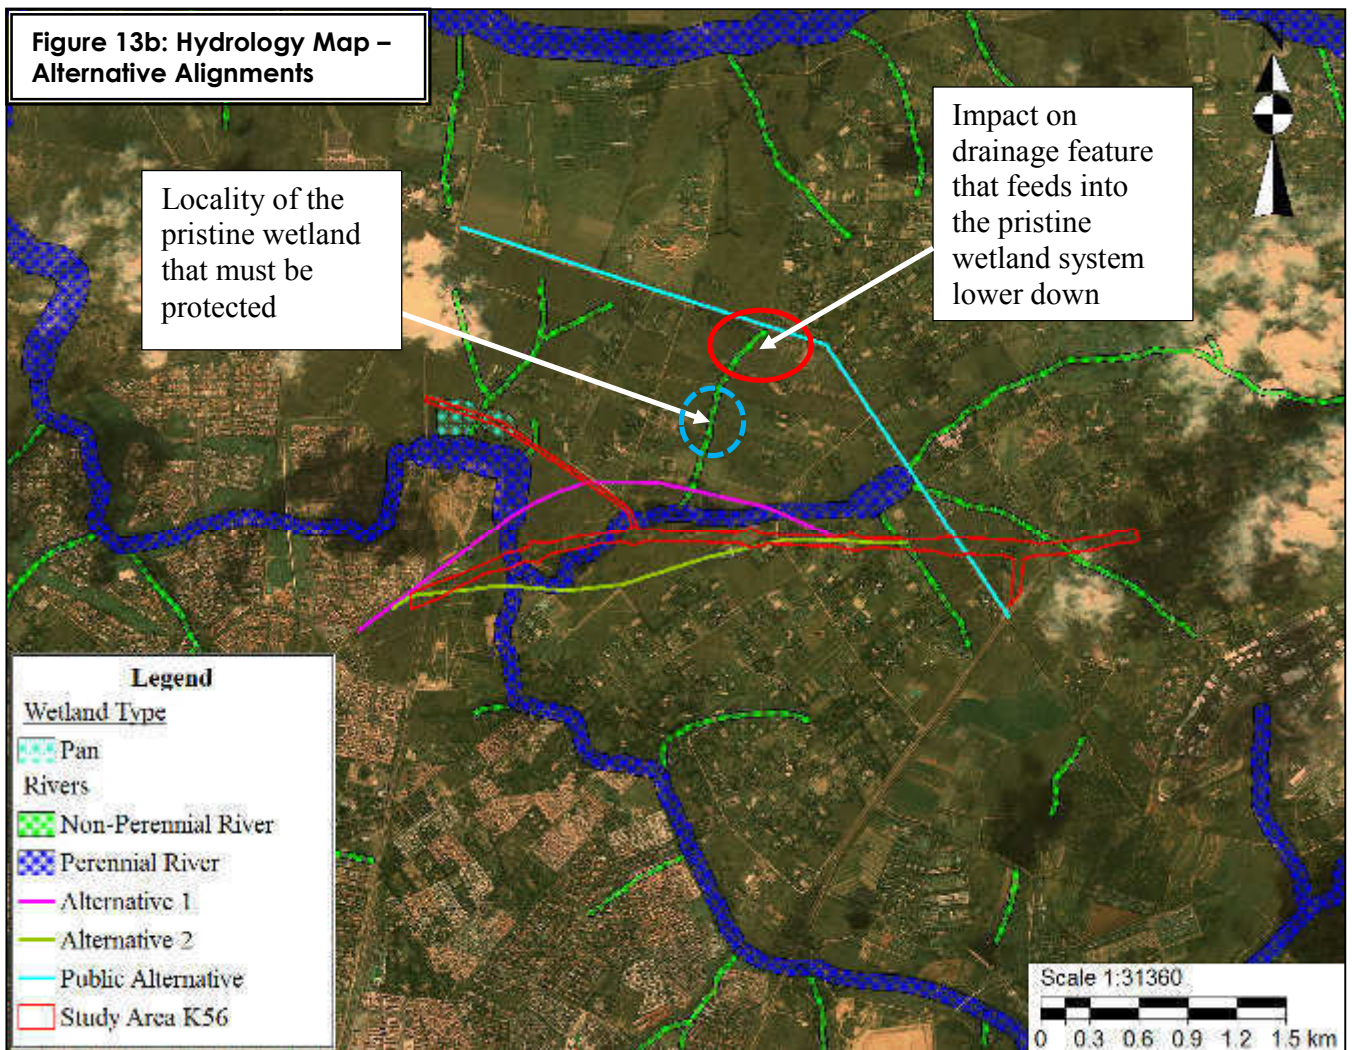 Figure 13b: Hydrology Map –
Alternative Alignments
Impact on
drainage feature
that feeds into
the pristine
wetland system
lower down
Locality of the
pristine wetland
that must be
protected
Legend
Wetland Type
Pan
Rivers
Non-Perennial River
Perennial River
Alternative 1
Alternative 2
Public Alternative
Study Area K56
Scale 1:31360
0 0.3 0.6 0.9 1.2 1.5 km